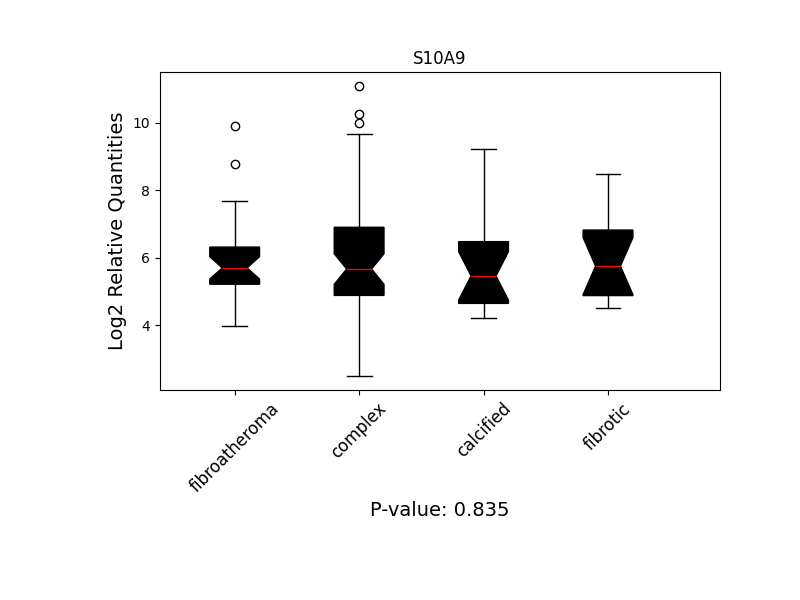 S10A9
Log2 Relative Quantities
10
8
6
4
fibroatheroma
complex
calcified
fibrotic
P-value: 0.835